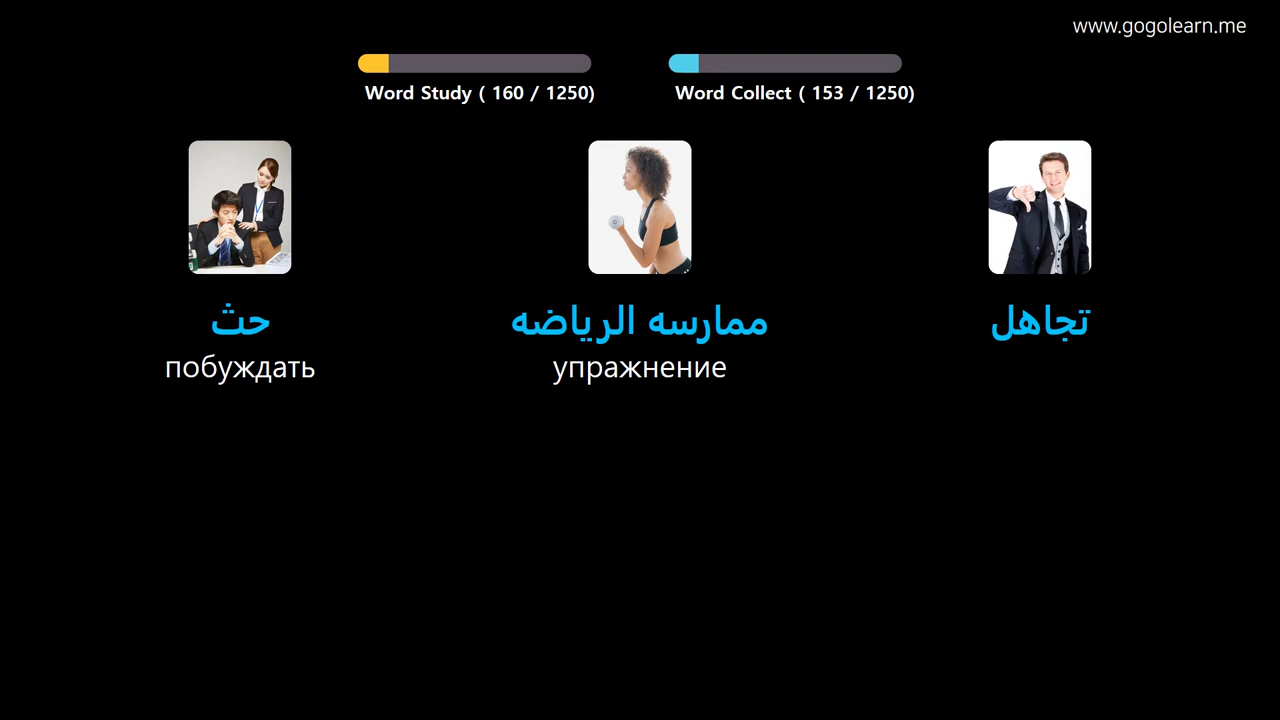 www.gogolearn.me
Word Study ( 160 / 1250)
Word Collect ( 153 / 1250)
حث
ممارسه الرياضه
تجاهل
побуждать
упражнение